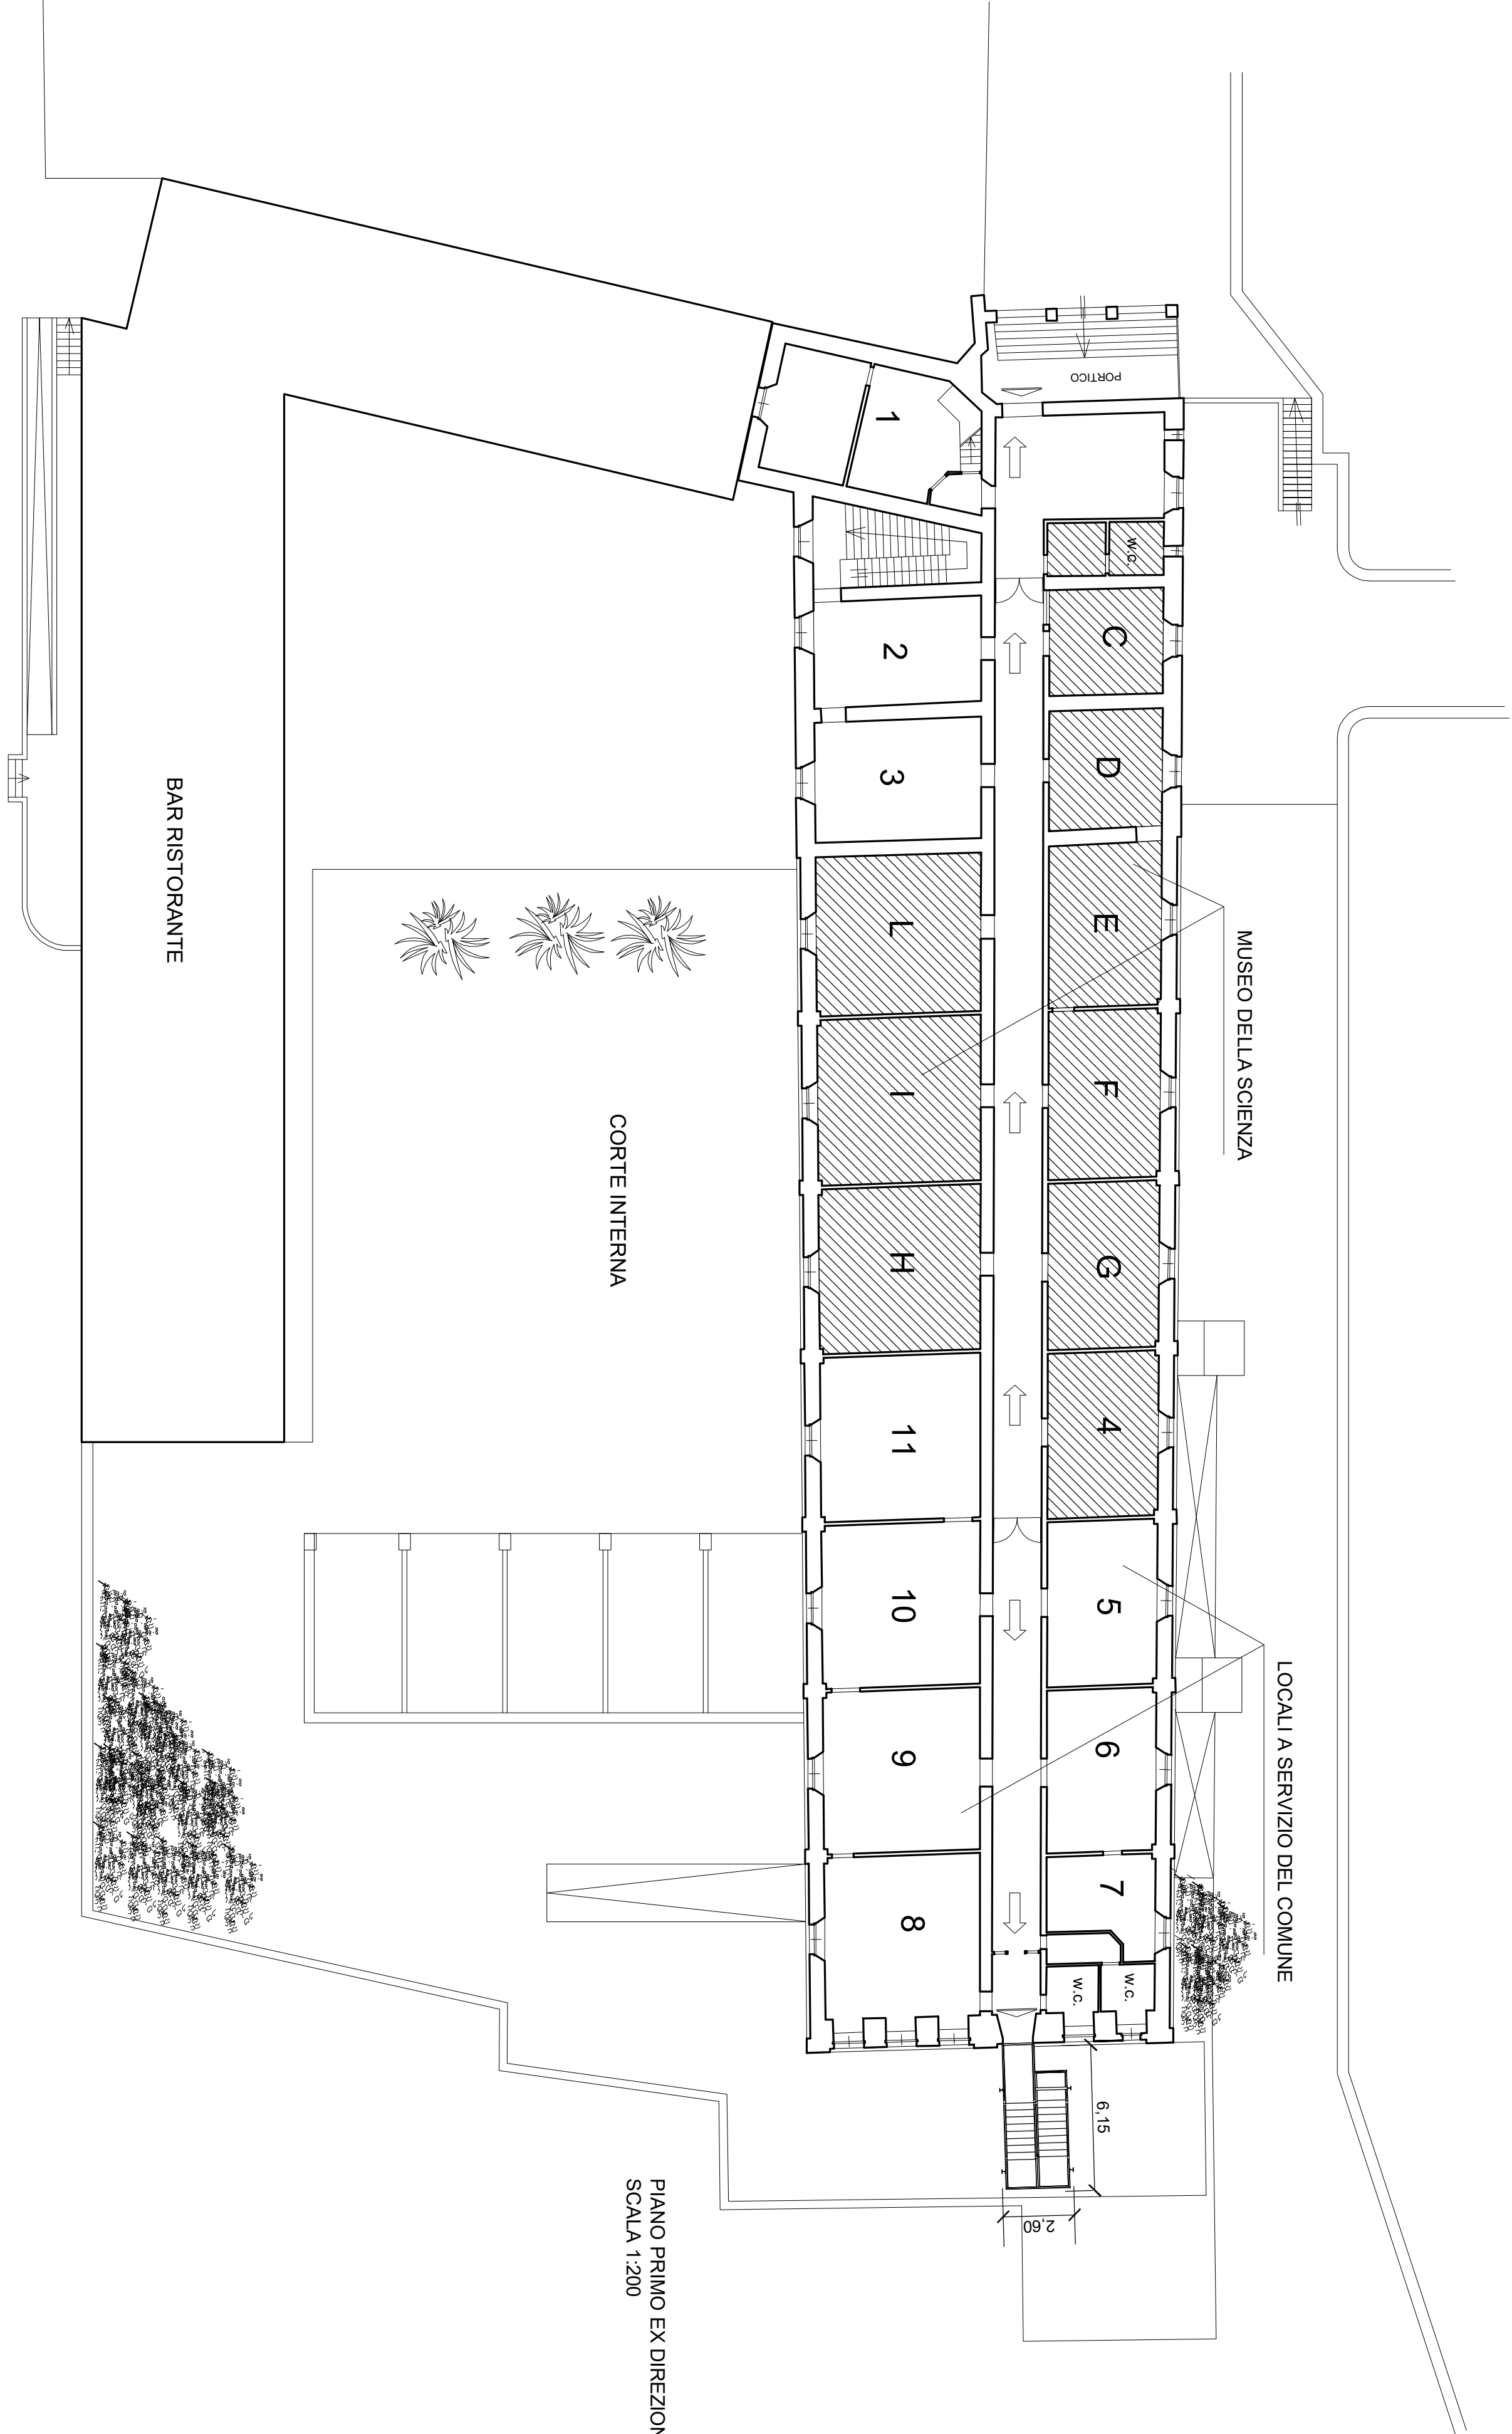 MUSEO DELLA SCIENZA
LOCALI A SERVIZIO DEL COMUNE
PORTICO
w.c.
C
D
E
F
G
4
5
6
7
w.c.
w.c.
6,15
2,60
1
2
3
L
I
H
11
10
9
8
CORTE INTERNA
BAR RISTORANTE
PIANO PRIMO EX DIREZION
SCALA 1:200